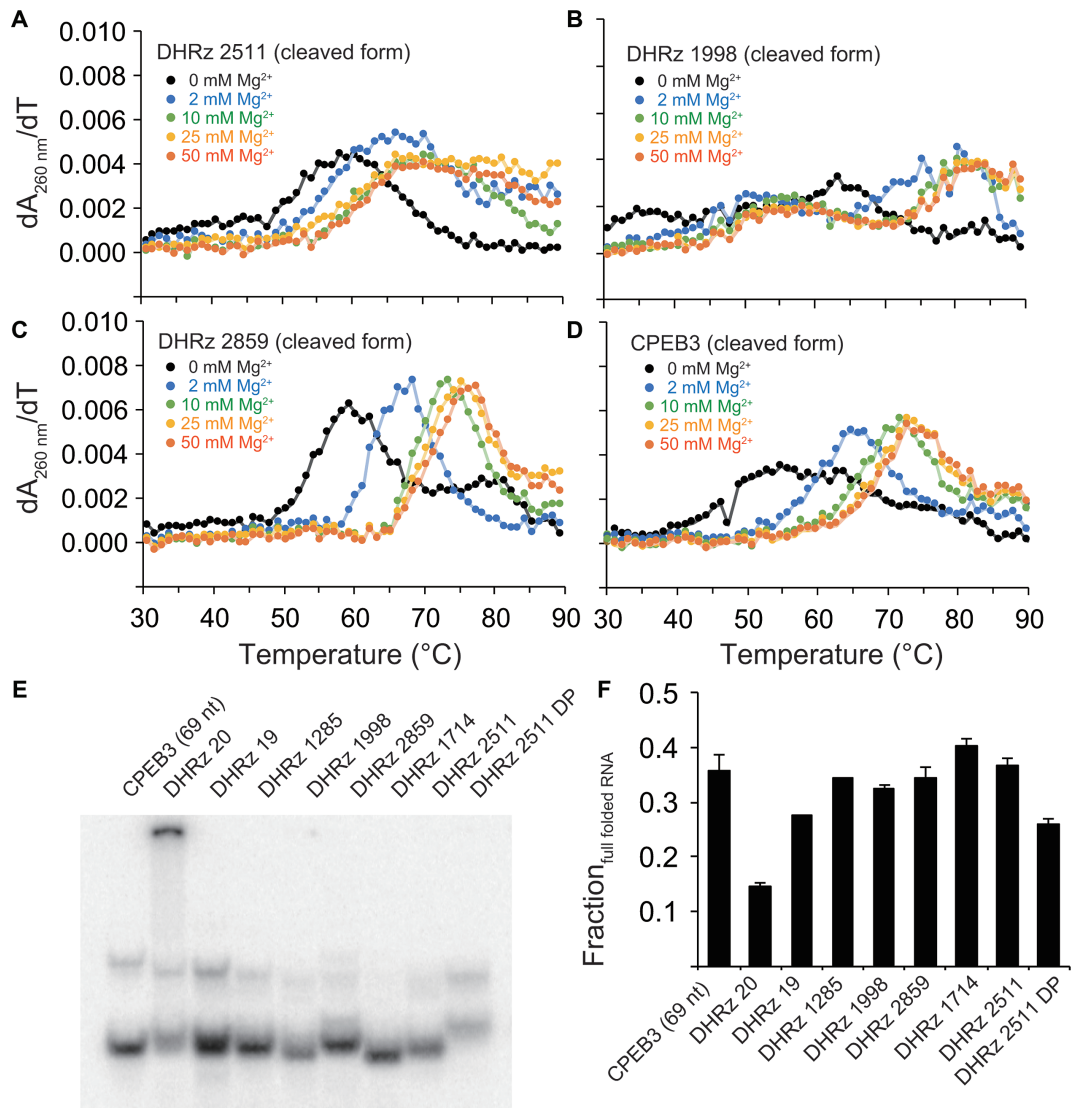 A
DHRz 2511 (cleaved form)
0 mM Mg²⁺
2 mM Mg²⁺
10 mM Mg²⁺
25 mM Mg²⁺
50 mM Mg²⁺
0.010
0.008
0.006
0.004
0.002
0.000
dA260 nm/dT
B
DHRz 1998 (cleaved form)
0 mM Mg²⁺
2 mM Mg²⁺
10 mM Mg²⁺
25 mM Mg²⁺
50 mM Mg²⁺
C
DHRz 2859 (cleaved form)
0 mM Mg²⁺
2 mM Mg²⁺
10 mM Mg²⁺
25 mM Mg²⁺
50 mM Mg²⁺
0.010
0.008
0.006
0.004
0.002
0.000
dA260 nm/dT
30 40 50 60 70 80 90
Temperature (°C)
D
CPEB3 (cleaved form)
0 mM Mg²⁺
2 mM Mg²⁺
10 mM Mg²⁺
25 mM Mg²⁺
50 mM Mg²⁺
30 40 50 60 70 80 90
Temperature (°C)
E
CPEB3 (69 nt)
DHRz 20
DHRz 19
DHRz 1285
DHRz 1998
DHRz 2859
DHRz 1714
DHRz 2511
DHRz 2511 DP
F
0.5
0.4
0.3
0.2
0.1
Fraction full folded RNA
CPEB3 (69 nt)
DHRz 20
DHRz 19
DHRz 1285
DHRz 1998
DHRz 2859
DHRz 1714
DHRz 2511
DHRz 2511 DP